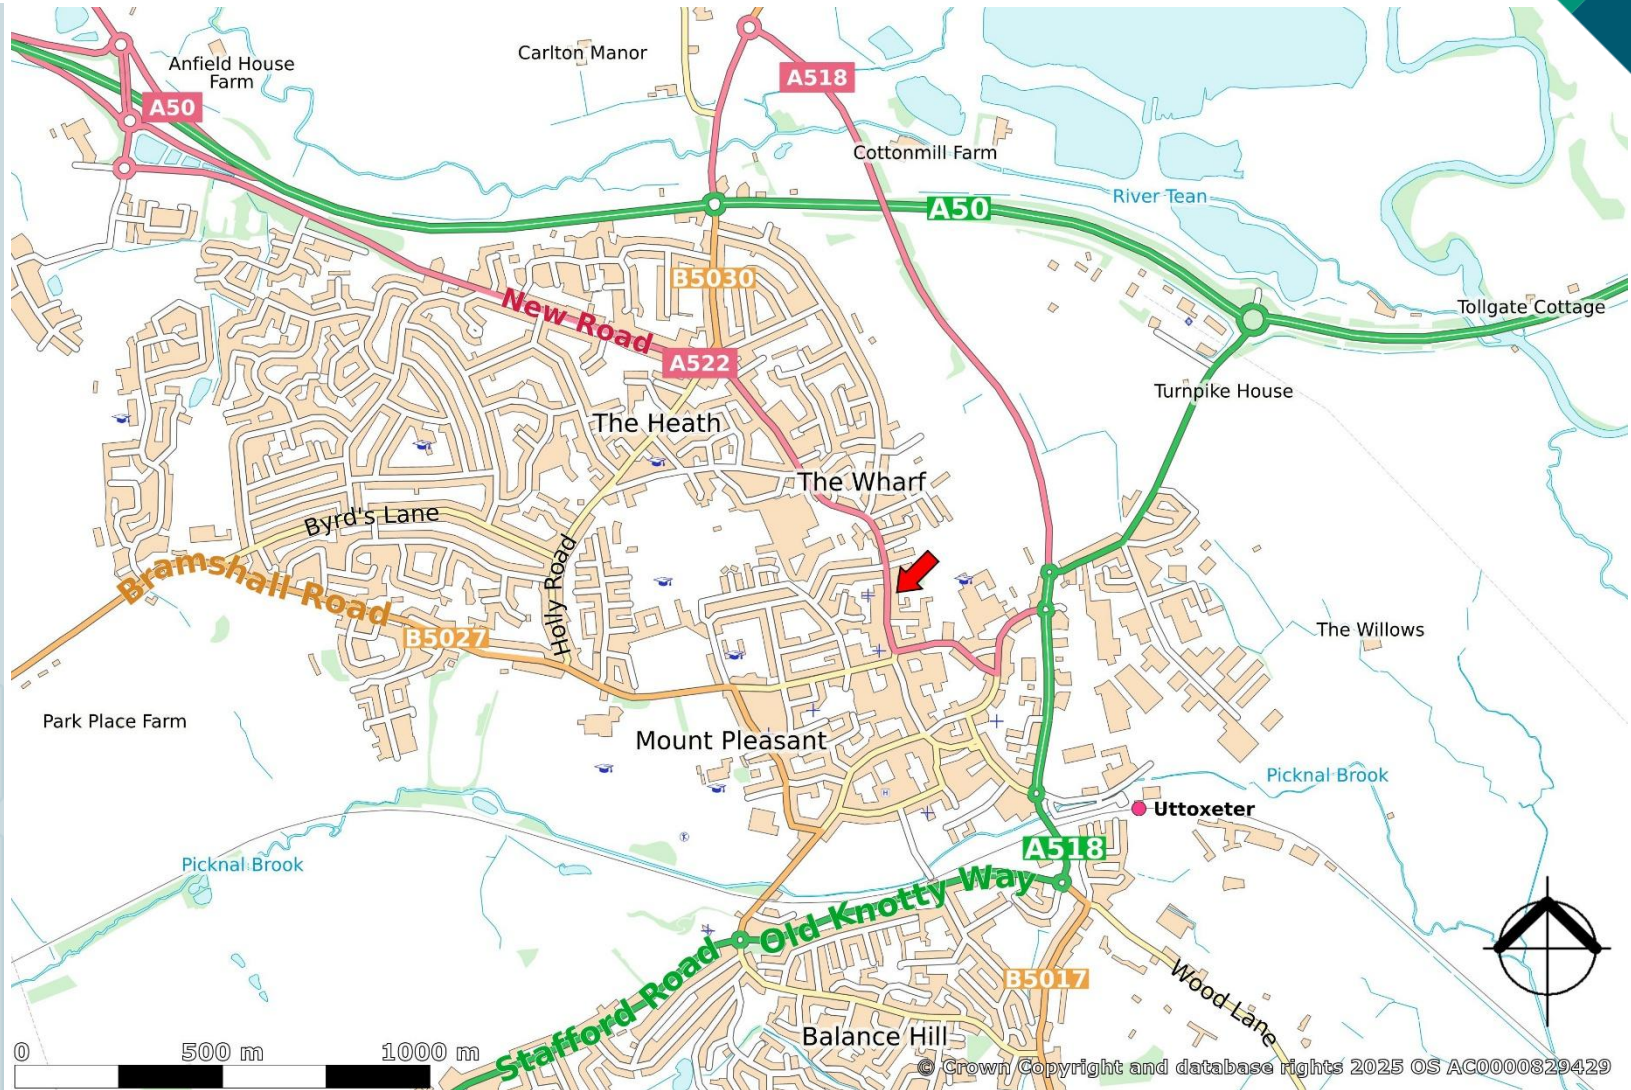 Carlton Manor
Anfield House
Farm
A518
A50
Cottonmill Farm
River Tean
A50
B5030
New Road
Tollgate Cottage
A522
Turnpike House
The Heath
The Wharf
Byrd's Lane
Bramshall Road
Holly Road
B5027
The Willows
Park Place Farm
Mount Pleasant
Picknal Brook
Uttoxeter
A518
Picknal Brook
Old Knotty Way
Stafford Road
B5017
Wood Lane
Balance Hill
0 500 m 1000 m
© Crown Copyright and database rights 2025 OS AC0000829429